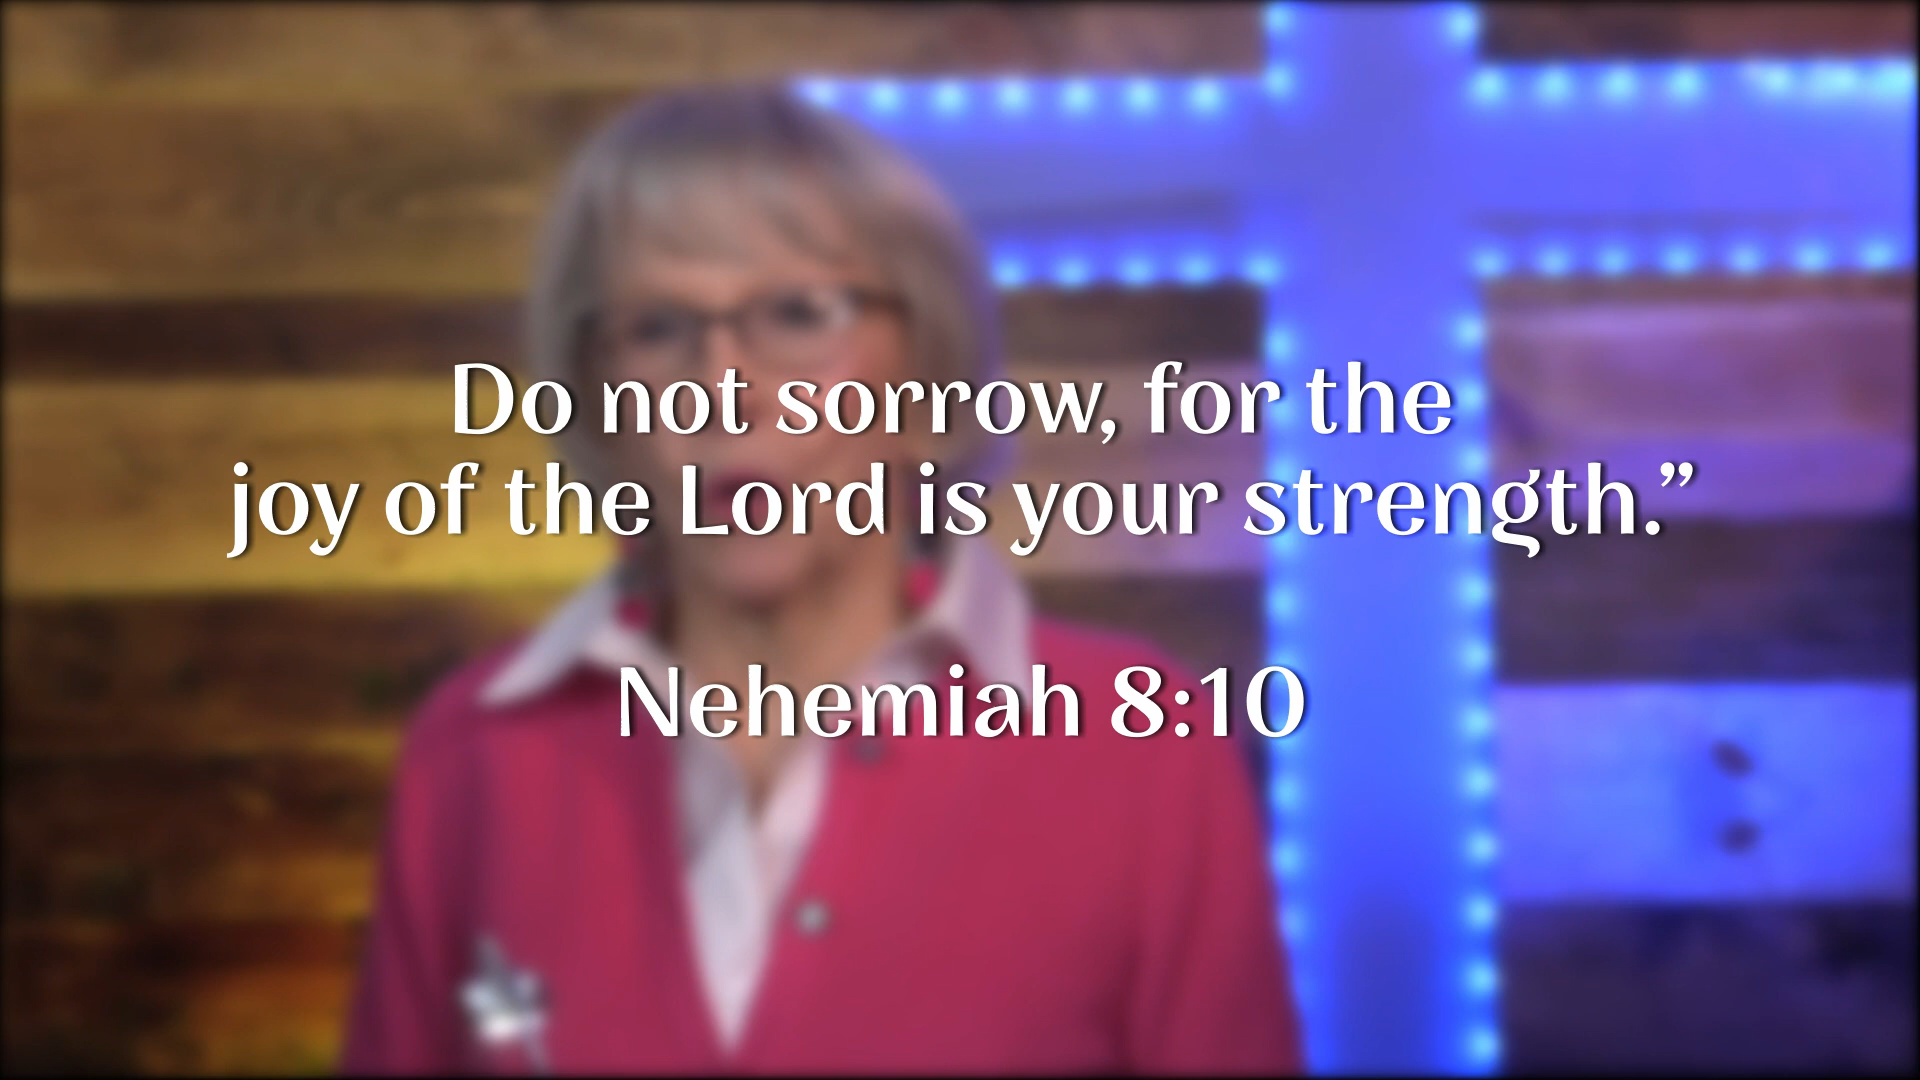 Do not sorrow, for the
joy of the Lord is your strength.”
Nehemiah 8:10